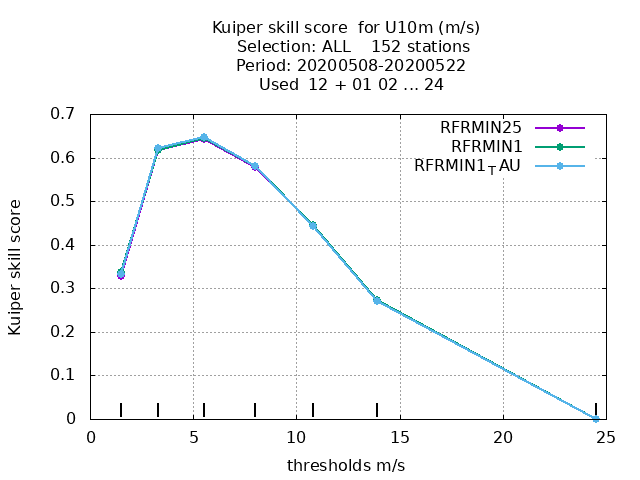 Kuiper skill score  for U10m (m/s)
Selection: ALL    152 stations
Period: 20200508-20200522
Used  12 + 01 02 ... 24
RFRMIN25
RFRMIN1
RFRMIN1TAU
0.7
0.6
0.5
0.4
0.3
0.2
0.1
0
Kuiper skill score
0 5 10 15 20 25
thresholds m/s